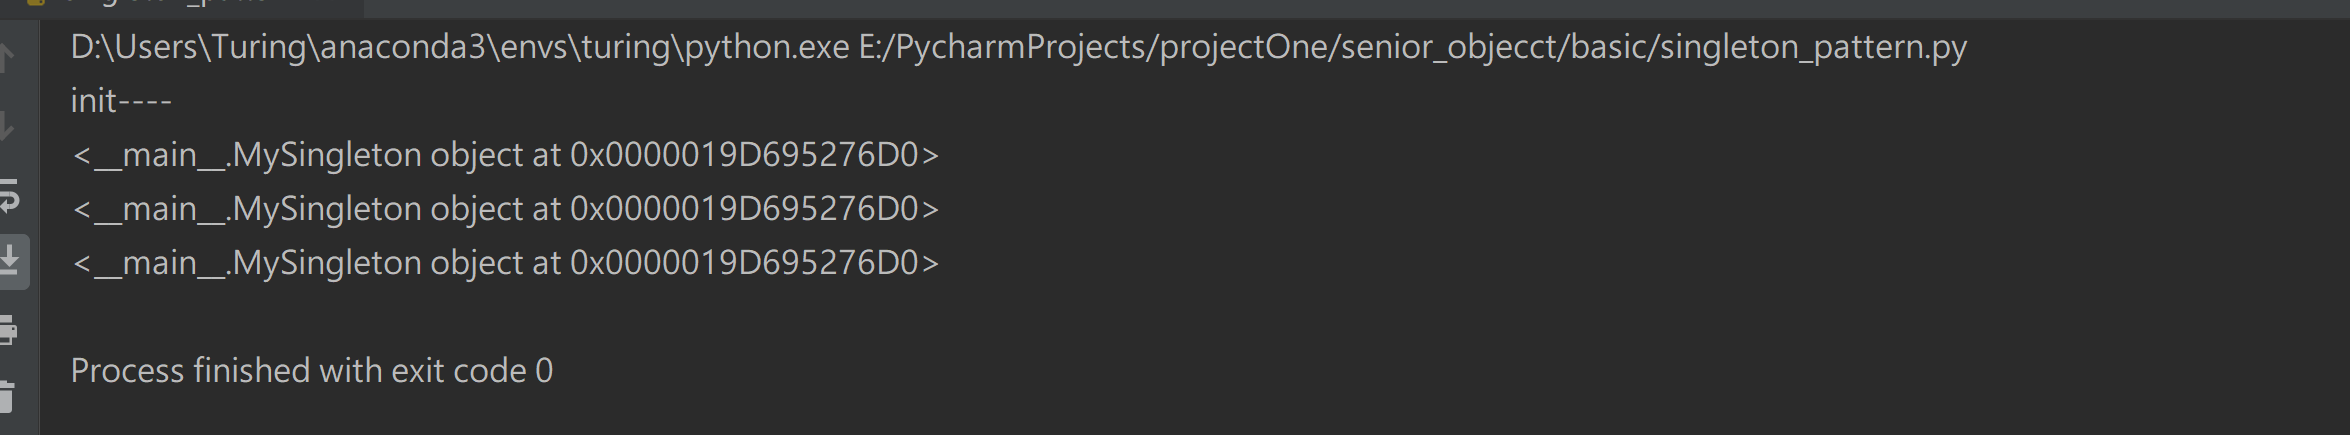 D:\Users\Turing\anaconda3\envs\turing\python.exe E:/PycharmProjects/projectOne/senior_objecct/basic/singleton_pattern.py
init----
<__main__.MySingleton object at 0x0000019D695276D0>
<__main__.MySingleton object at 0x0000019D695276D0>
<__main__.MySingleton object at 0x0000019D695276D0>
Process finished with exit code 0